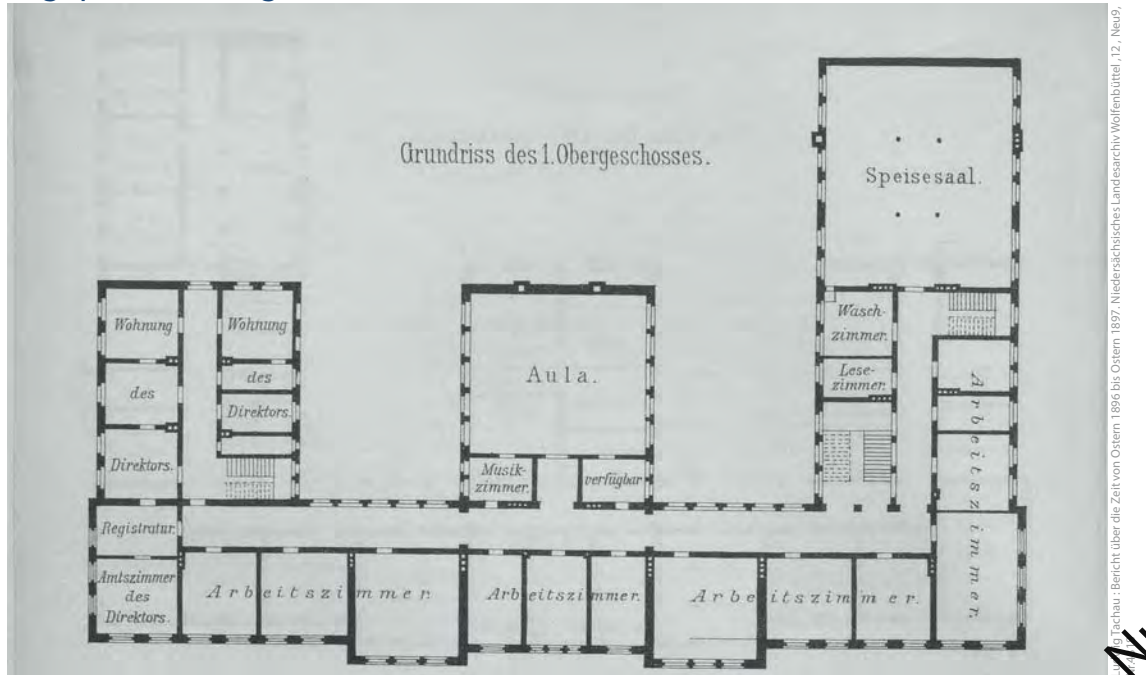 Grundriss des 1. Obergeschosses.
Speisesaal.
Wohnung
des
Direktors.
Wohnung
des
Direktors.
Registratur.
Amtszimmer
des
Direktors.
Aula.
Musik-
zimmer.
verfügbar
Wasch-
zimmer.
Lese-
zimmer.
Arbeitszimmer.
Arbeitszimmer.
Arbeitszimmer.
Arbeitszimmer.
Tachau : Bericht über die Zeit von Ostern 1896 bis Ostern 1897. Niedersächsisches Landesarchiv Wolfenbüttel , 12 , Neu9,